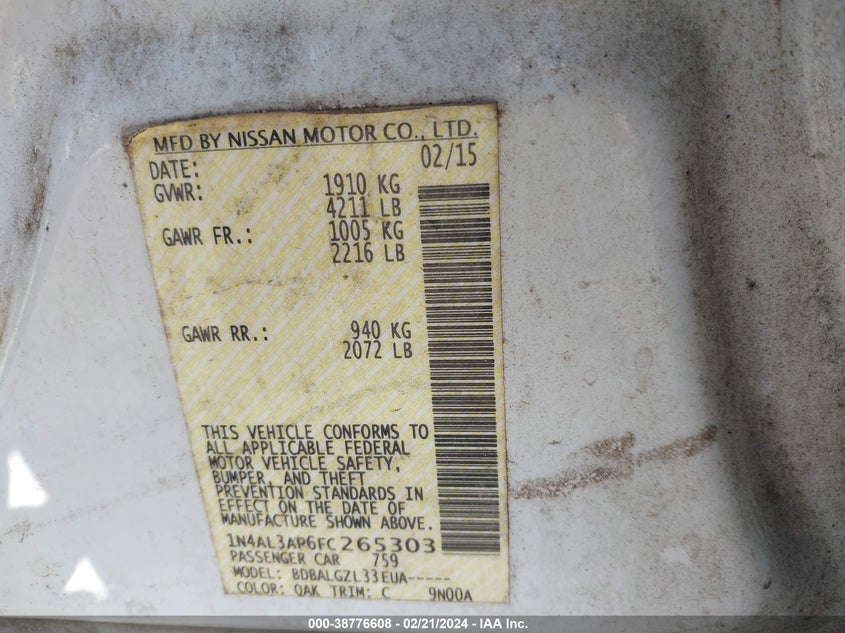 MFD BY NISSAN MOTOR CO., LTD.
DATE: 02/15
GVWR: 1910 KG
4211 LB
GAWR FR.: 1005 KG
2216 LB
GAWR RR.: 940 KG
2072 LB
THIS VEHICLE CONFORMS TO
ALL APPLICABLE FEDERAL
MOTOR VEHICLE SAFETY,
BUMPER, AND THEFT
PREVENTION STANDARDS IN
EFFECT ON THE DATE OF
MANUFACTURE SHOWN ABOVE.
1N4AL3AP6FC265303
PASSENGER CAR 759
MODEL: BDBALGZL33EUA-----
COLOR: QAK TRIM: C 9N00A
000-38776608 - 02/21/2024 - IAA Inc.